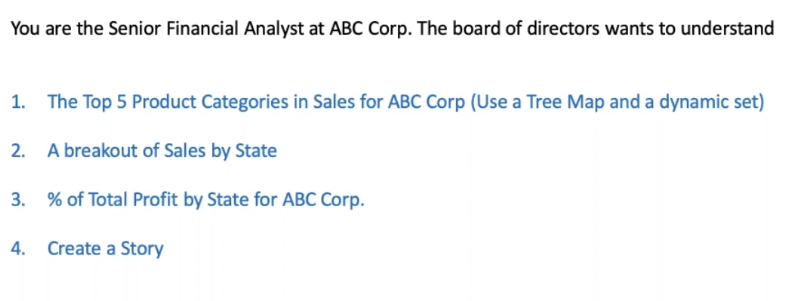 You are the Senior Financial Analyst at ABC Corp. The board of directors wants to understand
1. The Top 5 Product Categories in Sales for ABC Corp (Use a Tree Map and a dynamic set)
2. A breakout of Sales by State
3. % of Total Profit by State for ABC Corp.
4. Create a Story